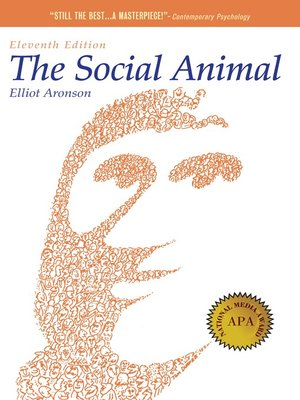 "STILL THE BEST...A MASTERPIECE!"– Contemporary Psychology
Eleventh Edition
The Social Animal
Elliot Aronson
NATIONAL MEDIA AWARD
APA